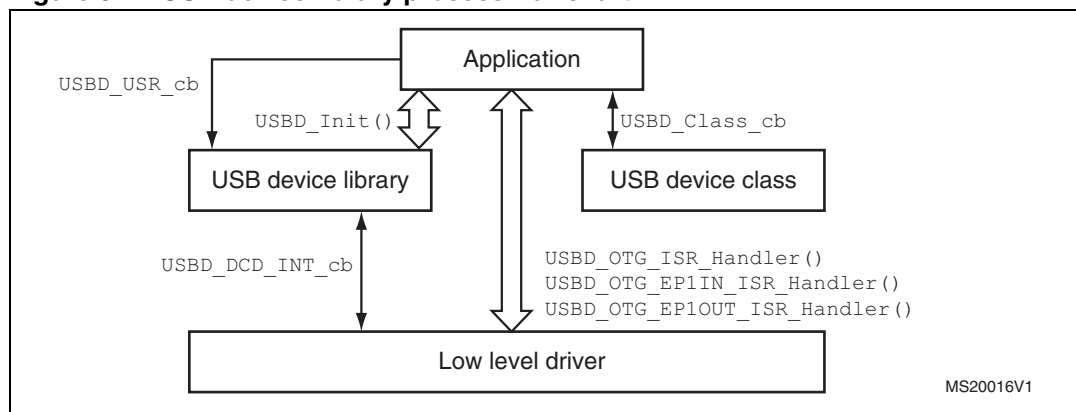 Application
USBD_USR_cb
USBD_Init()
USBD_Class_cb
USB device library
USB device class
USBD_DCD_INT_cb
USBD_OTG_ISR_Handler()
USBD_OTG_EP1IN_ISR_Handler()
USBD_OTG_EP1OUT_ISR_Handler()
Low level driver
MS20016V1